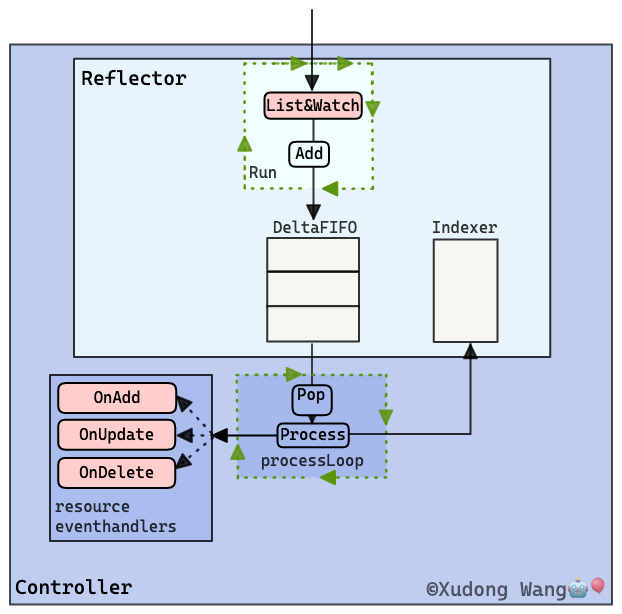 Reflector
List&Watch
Add
Run
DeltaFIFO
Indexer
OnAdd
OnUpdate
OnDelete
resource
eventhandlers
Pop
Process
processLoop
Controller
©Xudong Wang🤖🎈